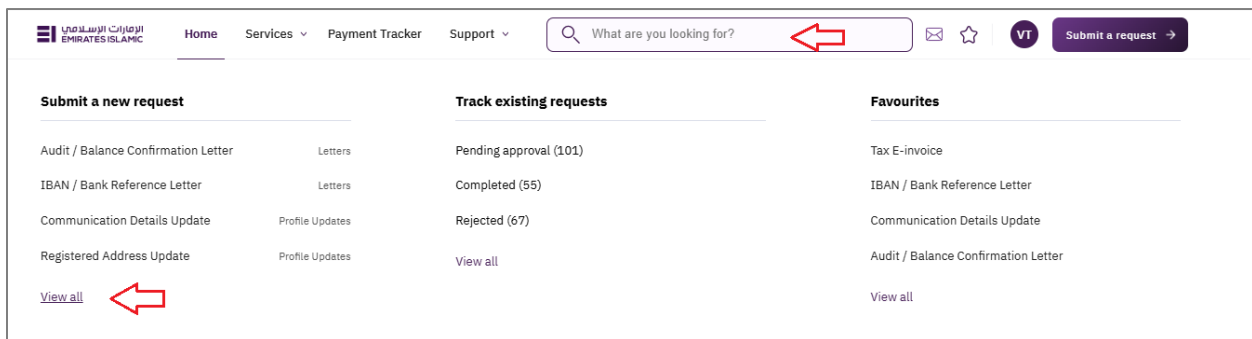 الإمارات الإسلامي
EMIRATES ISLAMIC
Home
Services
Payment Tracker
Support
What are you looking for?
VT
Submit a request →
Submit a new request
Audit / Balance Confirmation Letter Letters
IBAN / Bank Reference Letter Letters
Communication Details Update Profile Updates
Registered Address Update Profile Updates
View all
Track existing requests
Pending approval (101)
Completed (55)
Rejected (67)
View all
Favourites
Tax E-invoice
IBAN / Bank Reference Letter
Communication Details Update
Audit / Balance Confirmation Letter
View all